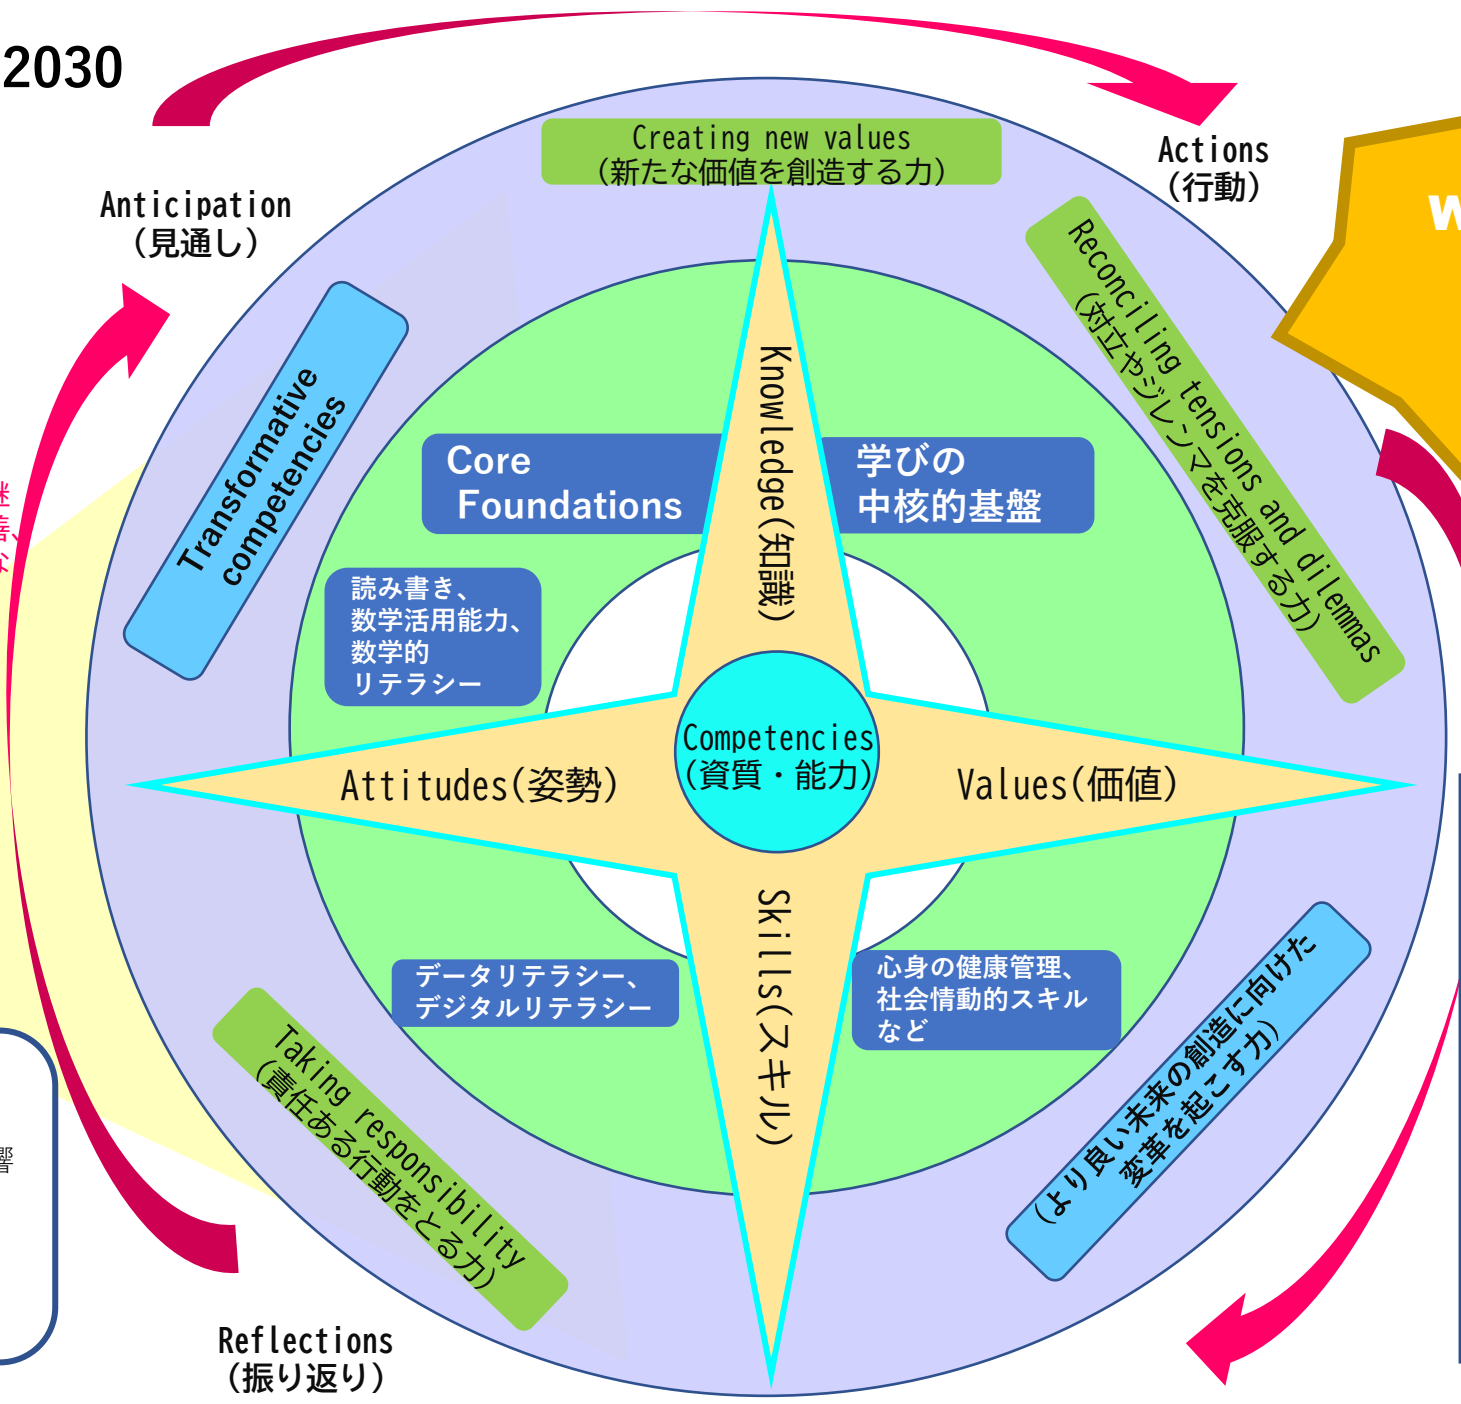 2030
Creating new values
（新たな価値を創造する力）
Actions
（行動）
Anticipation
（見通し）
W
Reconciling tensions and dilemmas
（対立やジレンマを克服する力）
Transformative
competencies
Knowledge(知識)
Core
Foundations
学びの
中核的基盤
読み書き、
数学活用能力、
数学的
リテラシー
Competencies
(資質・能力)
Attitudes(姿勢)
Values(価値)
Skills(スキル)
データリテラシー、
デジタルリテラシー
心身の健康管理、
社会情動的スキル
など
(より良い未来の創造に向けた
変革を起こす力)
Taking responsibility
（責任ある行動をとる力）
響
Reflections
（振り返り）